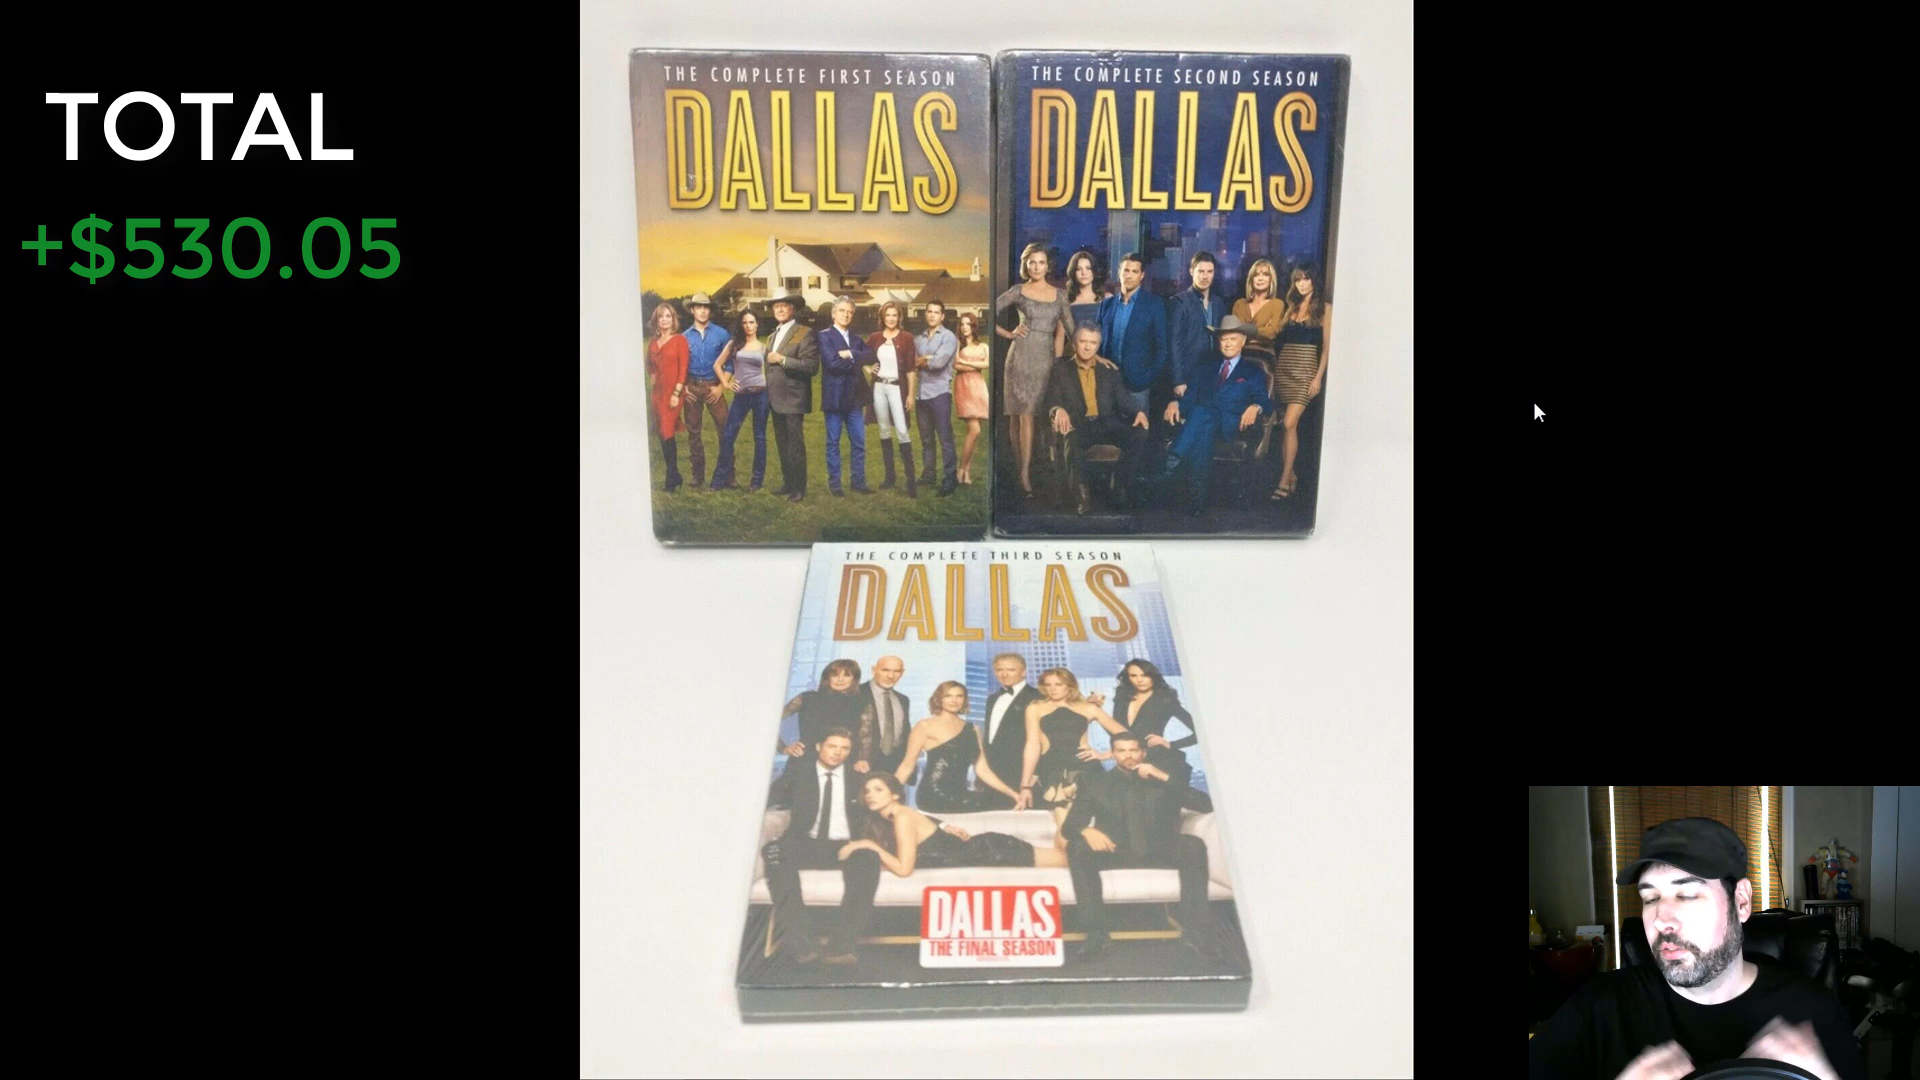 TOTAL
+$530.05
THE COMPLETE FIRST SEASON
DALLAS
THE COMPLETE SECOND SEASON
DALLAS
THE COMPLETE THIRD SEASON
DALLAS
DALLAS
THE FINAL SEASON